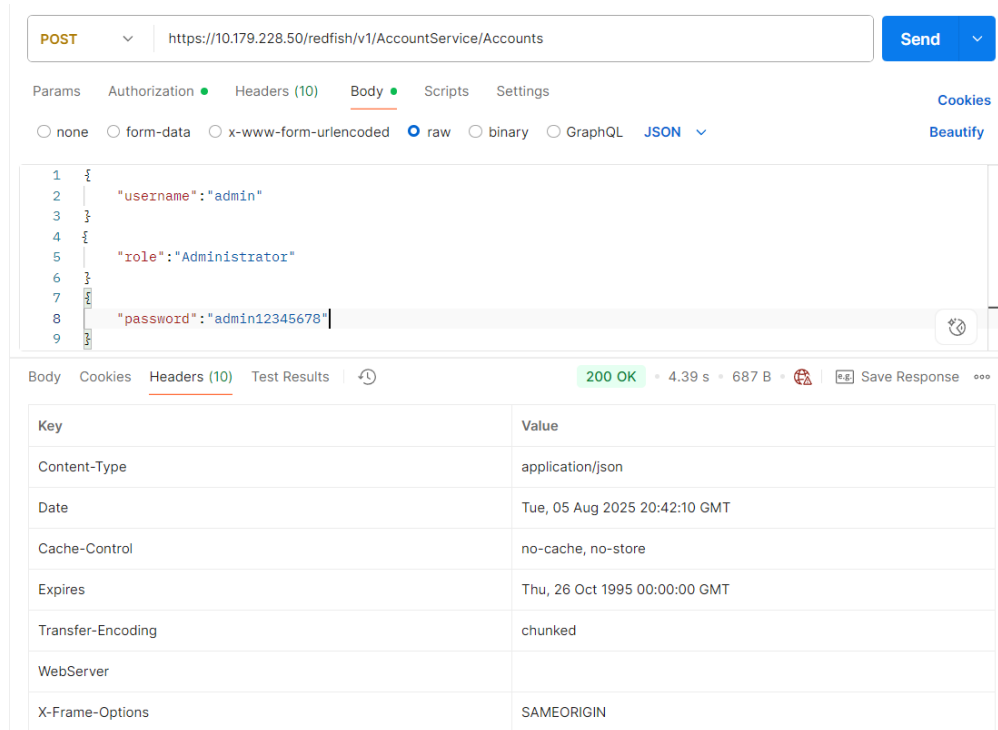 POST https://10.179.228.50/redfish/v1/AccountService/Accounts Send
Params Authorization Headers (10) Body Scripts Settings
Cookies
none form-data x-www-form-urlencoded raw binary GraphQL JSON Beautify
1 {
2 "username":"admin"
3 }
4 {
5 "role":"Administrator"
6 }
7 {
8 "password":"admin12345678"
9 }
Body Cookies Headers (10) Test Results 200 OK • 4.39 s • 687 B • e.g. Save Response
Key Value
Content-Type application/json
Date Tue, 05 Aug 2025 20:42:10 GMT
Cache-Control no-cache, no-store
Expires Thu, 26 Oct 1995 00:00:00 GMT
Transfer-Encoding chunked
WebServer
X-Frame-Options SAMEORIGIN